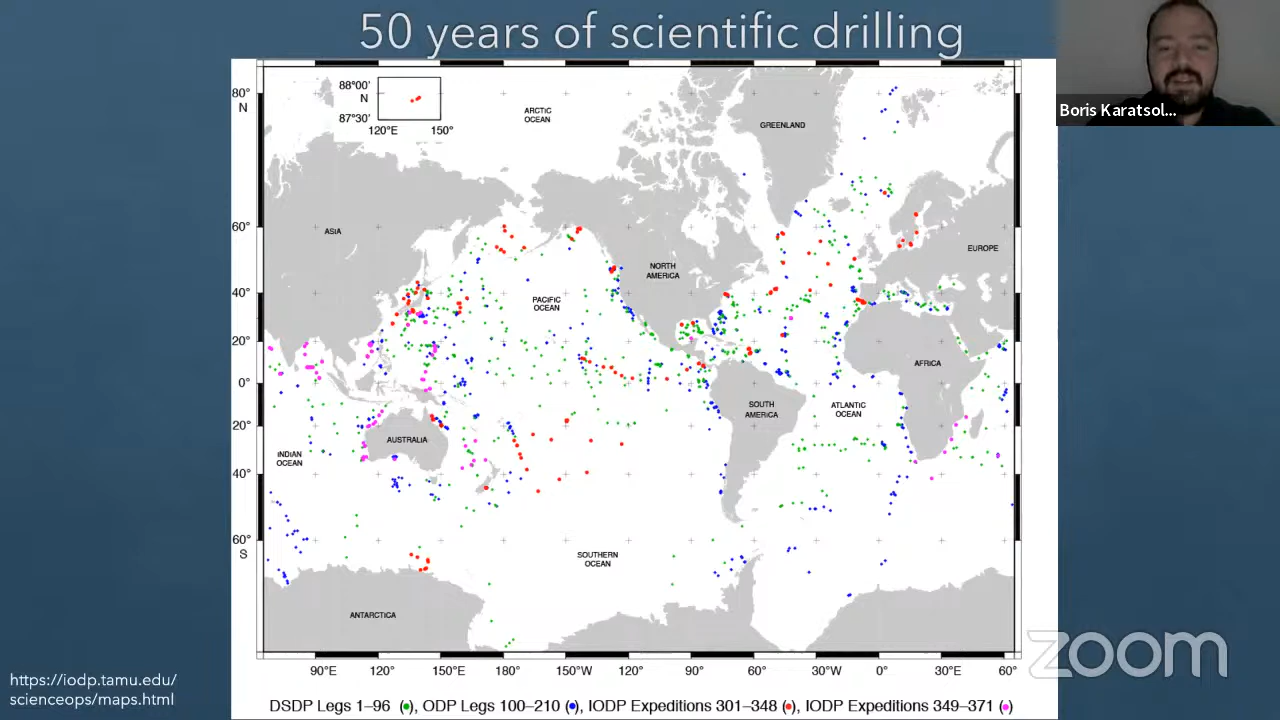 50 years of scientific drilling
Boris Karatsol...
80°
N
88°00'
N
87°30'
120°E 150°
ARCTIC
OCEAN
GREENLAND
60°
ASIA
EUROPE
NORTH
AMERICA
40°
PACIFIC
OCEAN
20°
AFRICA
0°
SOUTH
AMERICA
ATLANTIC
OCEAN
20°
AUSTRALIA
INDIAN
OCEAN
40°
60°
S
SOUTHERN
OCEAN
ANTARCTICA
zoom
90°E 120° 150°E 180° 150°W 120° 90° 60° 30°W 0° 30°E 60°
https://iodp.tamu.edu/
scienceops/maps.html
DSDP Legs 1–96 (•), ODP Legs 100–210 (•), IODP Expeditions 301–348 (•), IODP Expeditions 349–371 (•)